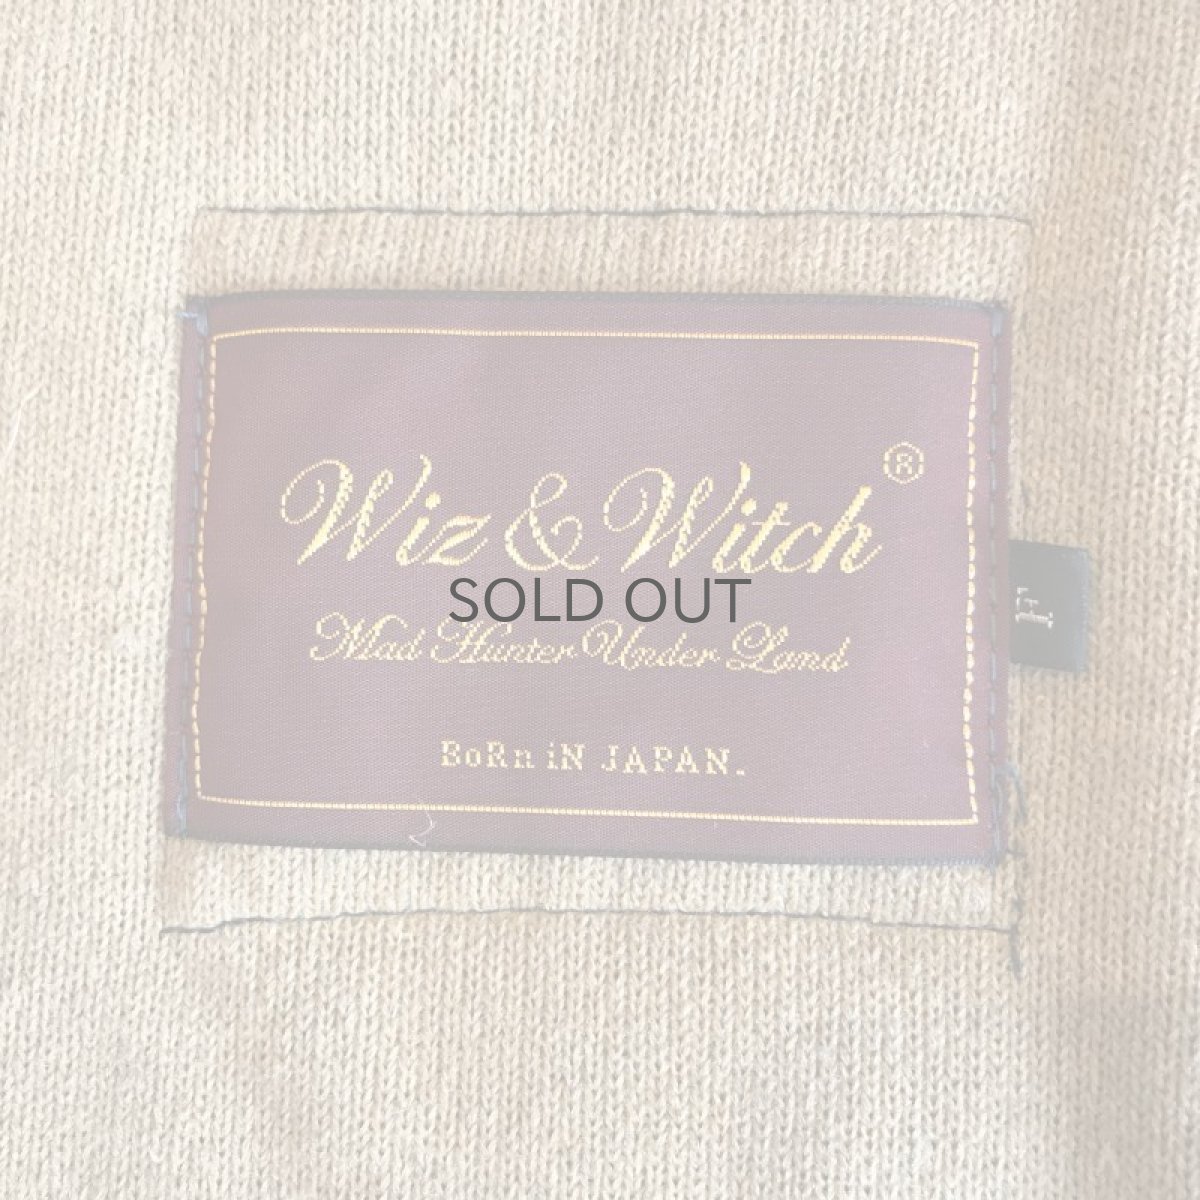 Wiz & Witch ®
SOLD OUT
Mad Hunter Under Land
BoRn iN JAPAN.
F